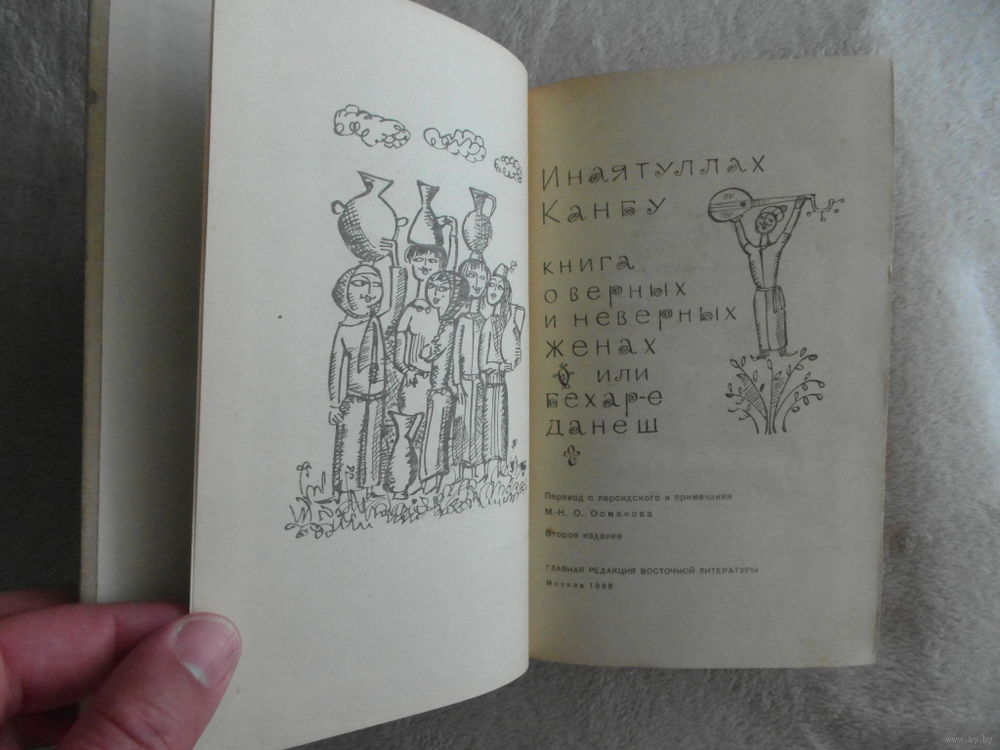 Инаятуллах
Канбу
книга
о верных
и неверных
женах
или
бехар-е
данеш
Перевод с персидского и примечания
М.-Н. О. Османова
Второе издание
ГЛАВНАЯ РЕДАКЦИЯ ВОСТОЧНОЙ ЛИТЕРАТУРЫ
Москва 1966
www.ay.by